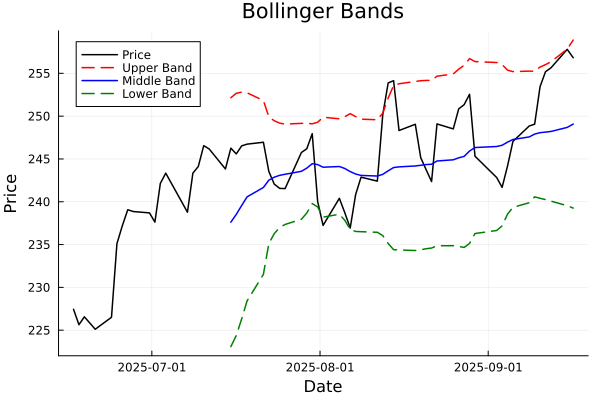 Bollinger Bands
Price
Upper Band
Middle Band
Lower Band
255
250
245
240
235
230
225
Price
2025-07-01 2025-08-01 2025-09-01
Date